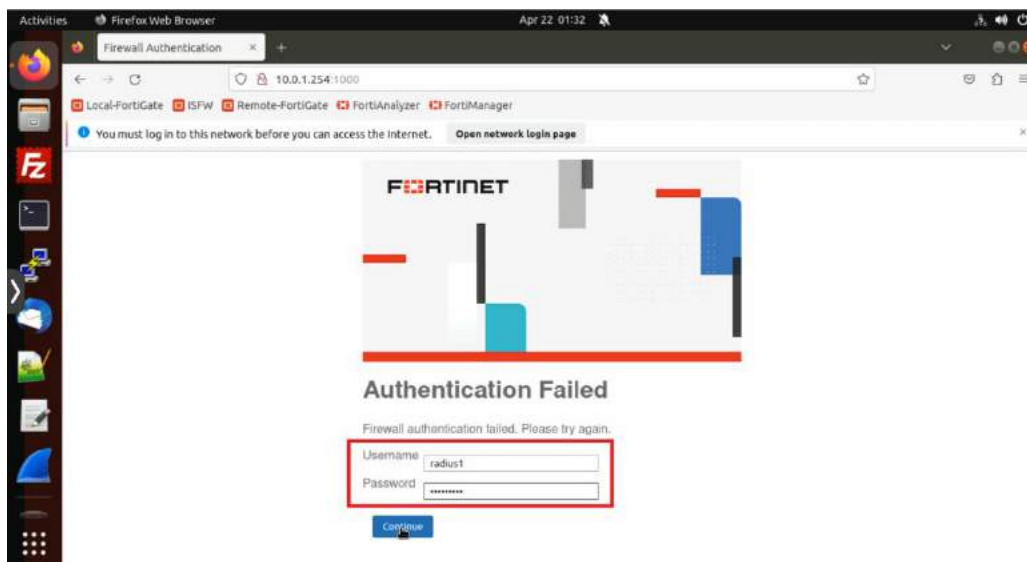 Activities Firefox Web Browser Apr 22 01:32
Firewall Authentication × +
10.0.1.254:1000
Local-FortiGate ISFW Remote-FortiGate FortiAnalyzer FortiManager
You must log in to this network before you can access the Internet. Open network login page ×
Fz
>_
FORTINET
Authentication Failed
Firewall authentication failed. Please try again.
Username radius1
Password •••••••••
Continue